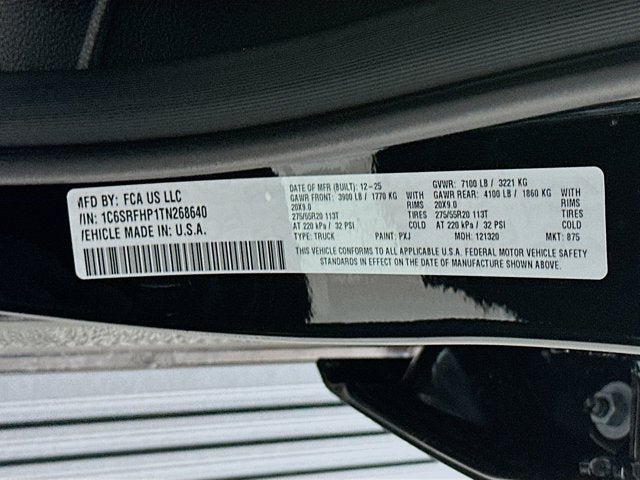 MFD BY: FCA US LLC
VIN: 1C6SRFHP1TN268640
VEHICLE MADE IN: U.S.A.
DATE OF MFR (BUILT): 12-25 GVWR: 7100 LB / 3221 KG
GAWR FRONT: 3900 LB / 1770 KG WITH GAWR REAR: 4100 LB / 1860 KG WITH
20X9.0 RIMS 20X9.0 RIMS
275/55R20 113T TIRES 275/55R20 113T TIRES
AT 220 kPa / 32 PSI COLD AT 220 kPa / 32 PSI COLD
TYPE: TRUCK PAINT: PXJ MDH: 121320 MKT: 875
THIS VEHICLE CONFORMS TO ALL APPLICABLE U.S.A. FEDERAL MOTOR VEHICLE SAFETY
STANDARDS IN EFFECT ON THE DATE OF MANUFACTURE SHOWN ABOVE.